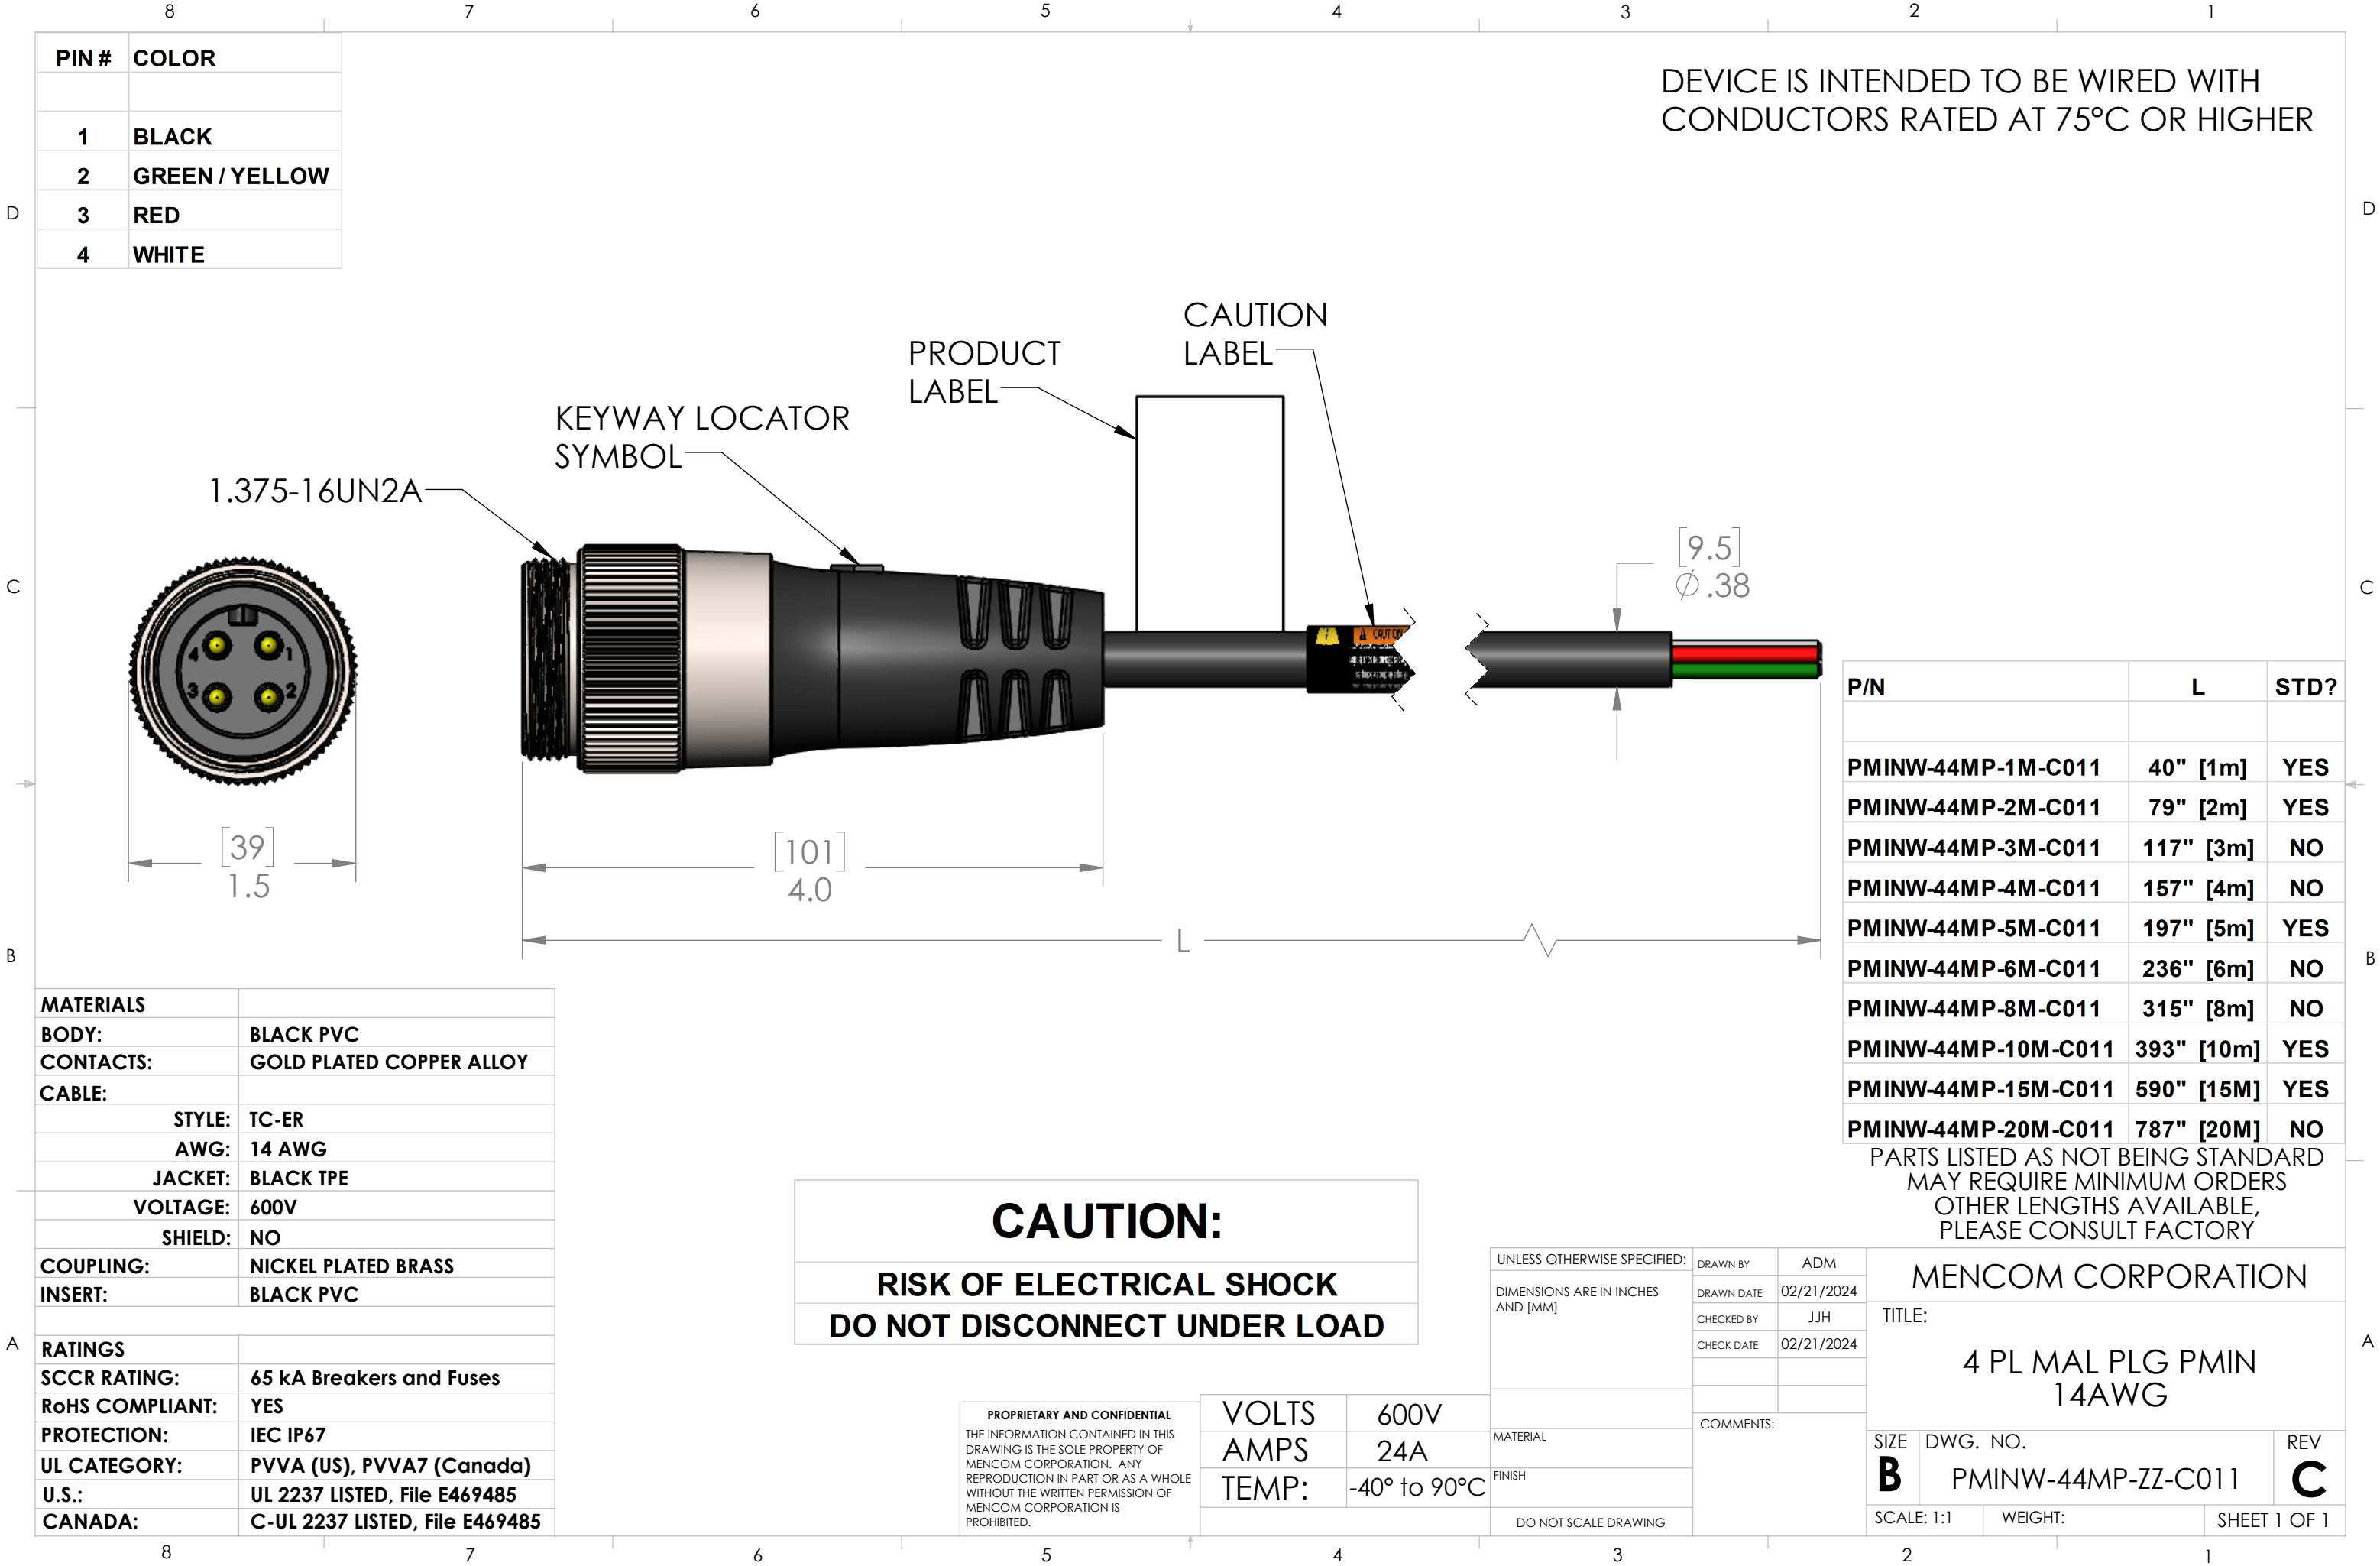 8 7 6 5 4 3 2 1
PIN # COLOR
1 BLACK
2 GREEN / YELLOW
3 RED
4 WHITE
DEVICE IS INTENDED TO BE WIRED WITH
CONDUCTORS RATED AT 75°C OR HIGHER
D D
CAUTION
LABEL
PRODUCT
LABEL
KEYWAY LOCATOR
SYMBOL
1.375-16UN2A
[9.5]
Ø .38
C C
CAUTION
4 1
3 2
[39]
1.5
[101]
4.0
L
B B
P/N L STD?
PMINW-44MP-1M-C011 40" [1m] YES
PMINW-44MP-2M-C011 79" [2m] YES
PMINW-44MP-3M-C011 117" [3m] NO
PMINW-44MP-4M-C011 157" [4m] NO
PMINW-44MP-5M-C011 197" [5m] YES
PMINW-44MP-6M-C011 236" [6m] NO
PMINW-44MP-8M-C011 315" [8m] NO
PMINW-44MP-10M-C011 393" [10m] YES
PMINW-44MP-15M-C011 590" [15M] YES
PMINW-44MP-20M-C011 787" [20M] NO
PARTS LISTED AS NOT BEING STANDARD
MAY REQUIRE MINIMUM ORDERS
OTHER LENGTHS AVAILABLE,
PLEASE CONSULT FACTORY
MATERIALS
BODY: BLACK PVC
CONTACTS: GOLD PLATED COPPER ALLOY
CABLE:
STYLE: TC-ER
AWG: 14 AWG
JACKET: BLACK TPE
VOLTAGE: 600V
SHIELD: NO
COUPLING: NICKEL PLATED BRASS
INSERT: BLACK PVC
RATINGS
SCCR RATING: 65 kA Breakers and Fuses
RoHS COMPLIANT: YES
PROTECTION: IEC IP67
UL CATEGORY: PVVA (US), PVVA7 (Canada)
U.S.: UL 2237 LISTED, File E469485
CANADA: C-UL 2237 LISTED, File E469485
A A
CAUTION:
RISK OF ELECTRICAL SHOCK
DO NOT DISCONNECT UNDER LOAD
PROPRIETARY AND CONFIDENTIAL
THE INFORMATION CONTAINED IN THIS
DRAWING IS THE SOLE PROPERTY OF
MENCOM CORPORATION. ANY
REPRODUCTION IN PART OR AS A WHOLE
WITHOUT THE WRITTEN PERMISSION OF
MENCOM CORPORATION IS
PROHIBITED.
VOLTS 600V
AMPS 24A
TEMP: -40° to 90°C
UNLESS OTHERWISE SPECIFIED:
DIMENSIONS ARE IN INCHES
AND [MM]
MATERIAL
FINISH
DO NOT SCALE DRAWING
DRAWN BY ADM
DRAWN DATE 02/21/2024
CHECKED BY JJH
CHECK DATE 02/21/2024
COMMENTS:
MENCOM CORPORATION
TITLE:
4 PL MAL PLG PMIN
14AWG
SIZE DWG. NO. REV
B PMINW-44MP-ZZ-C011 C
SCALE: 1:1 WEIGHT: SHEET 1 OF 1
8 7 6 5 4 3 2 1